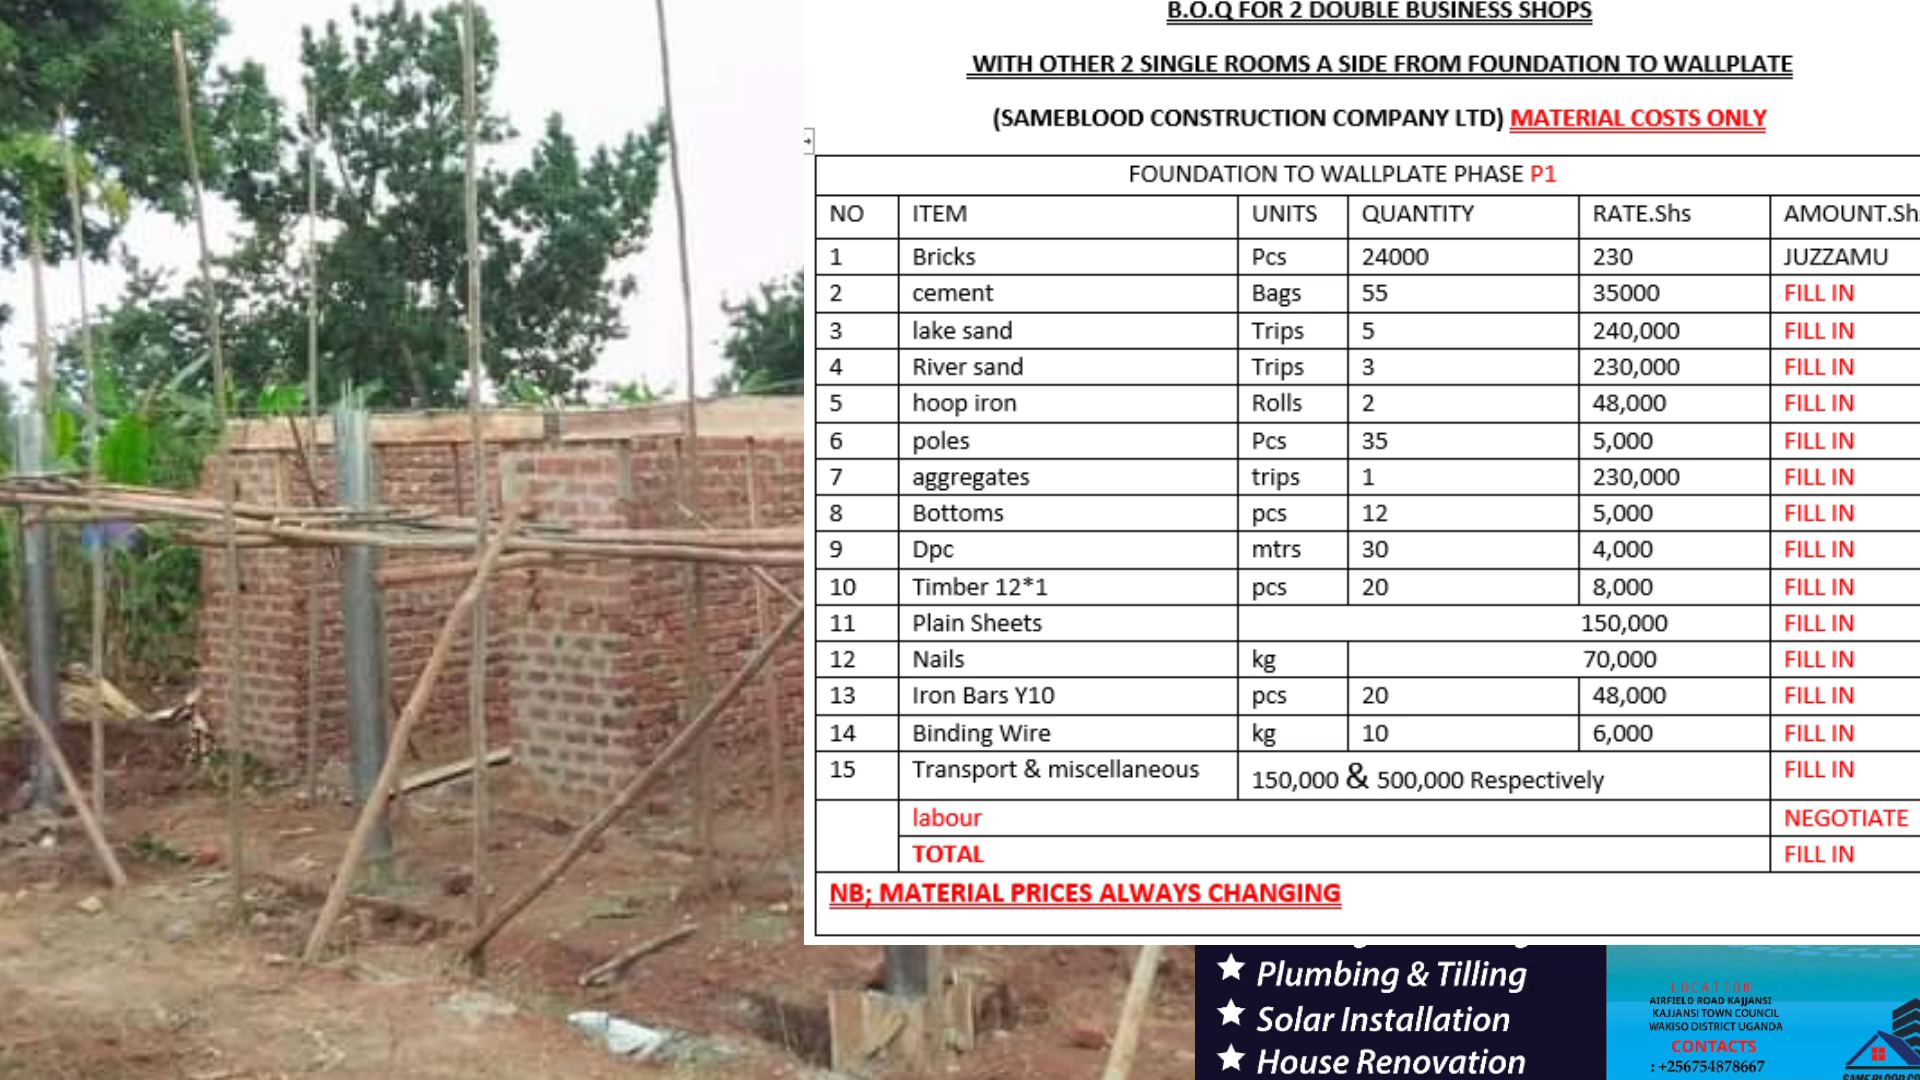 B.O.Q FOR 2 DOUBLE BUSINESS SHOPS
WITH OTHER 2 SINGLE ROOMS A SIDE FROM FOUNDATION TO WALLPLATE
(SAMEBLOOD CONSTRUCTION COMPANY LTD) MATERIAL COSTS ONLY
FOUNDATION TO WALLPLATE PHASE P1
NO ITEM UNITS QUANTITY RATE.Shs AMOUNT.Sh
1 Bricks Pcs 24000 230 JUZZAMU
2 cement Bags 55 35000 FILL IN
3 lake sand Trips 5 240,000 FILL IN
4 River sand Trips 3 230,000 FILL IN
5 hoop iron Rolls 2 48,000 FILL IN
6 poles Pcs 35 5,000 FILL IN
7 aggregates trips 1 230,000 FILL IN
8 Bottoms pcs 12 5,000 FILL IN
9 Dpc mtrs 30 4,000 FILL IN
10 Timber 12*1 pcs 20 8,000 FILL IN
11 Plain Sheets 150,000 FILL IN
12 Nails kg 70,000 FILL IN
13 Iron Bars Y10 pcs 20 48,000 FILL IN
14 Binding Wire kg 10 6,000 FILL IN
15 Transport & miscellaneous 150,000 & 500,000 Respectively FILL IN
labour NEGOTIATE
TOTAL FILL IN
NB; MATERIAL PRICES ALWAYS CHANGING
Plumbing & Tilling
Solar Installation
House Renovation
LOCATION
AIRFIELD ROAD KAJJANSI
KAJJANSI TOWN COUNCIL
WAKISO DISTRICT UGANDA
CONTACTS
: +256754878667